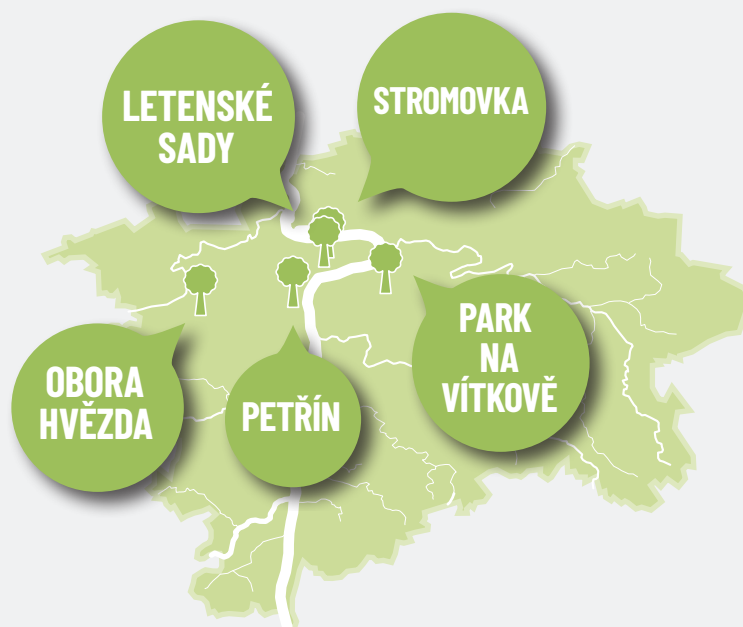 LETENSKÉ
SADY
STROMOVKA
OBORA
HVĚZDA
PETŘÍN
PARK
NA
VÍTKOVĚ